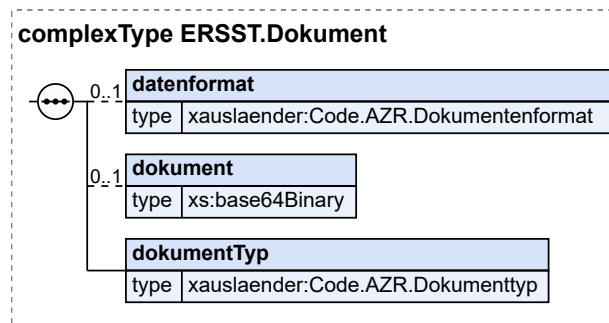 complexType ERSST.Dokument
0..1
datenformat
type xauslaender:Code.AZR.Dokumentenformat
0..1
dokument
type xs:base64Binary
dokumentTyp
type xauslaender:Code.AZR.Dokumenttyp